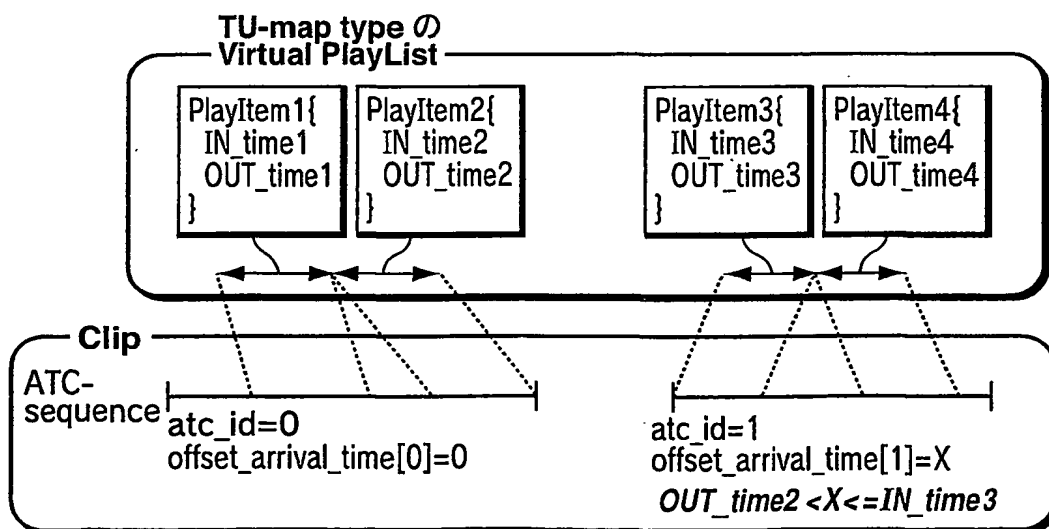 TU-map type の
Virtual PlayList
PlayItem1{
IN_time1
OUT_time1
}
PlayItem2{
IN_time2
OUT_time2
}
PlayItem3{
IN_time3
OUT_time3
}
PlayItem4{
IN_time4
OUT_time4
}
Clip
ATC-
sequence
atc_id=0
offset_arrival_time[0]=0
atc_id=1
offset_arrival_time[1]=X
OUT_time2<X<=IN_time3